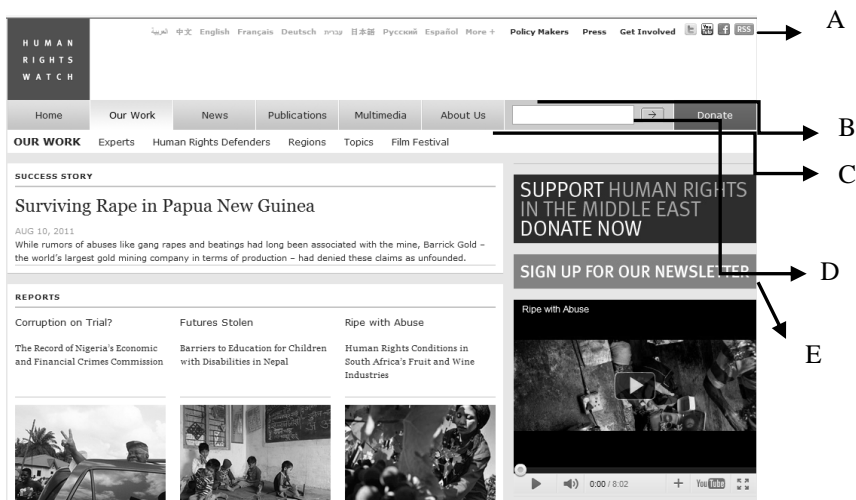 HUMAN
RIGHTS
WATCH
العربية 中文 English Français Deutsch עברית 日本語 Русский Español More + Policy Makers Press Get Involved You Tube f RSS
A
Home Our Work News Publications Multimedia About Us Donate
B
OUR WORK Experts Human Rights Defenders Regions Topics Film Festival
C
SUCCESS STORY
Surviving Rape in Papua New Guinea
AUG 10, 2011
While rumors of abuses like gang rapes and beatings had long been associated with the mine, Barrick Gold –
the world's largest gold mining company in terms of production – had denied these claims as unfounded.
SUPPORT HUMAN RIGHTS
IN THE MIDDLE EAST
DONATE NOW
SIGN UP FOR OUR NEWSLETTER
D
E
REPORTS
Corruption on Trial?
The Record of Nigeria's Economic
and Financial Crimes Commission
Futures Stolen
Barriers to Education for Children
with Disabilities in Nepal
Ripe with Abuse
Human Rights Conditions in
South Africa's Fruit and Wine
Industries
Ripe with Abuse
0:00 / 8:02 YouTube